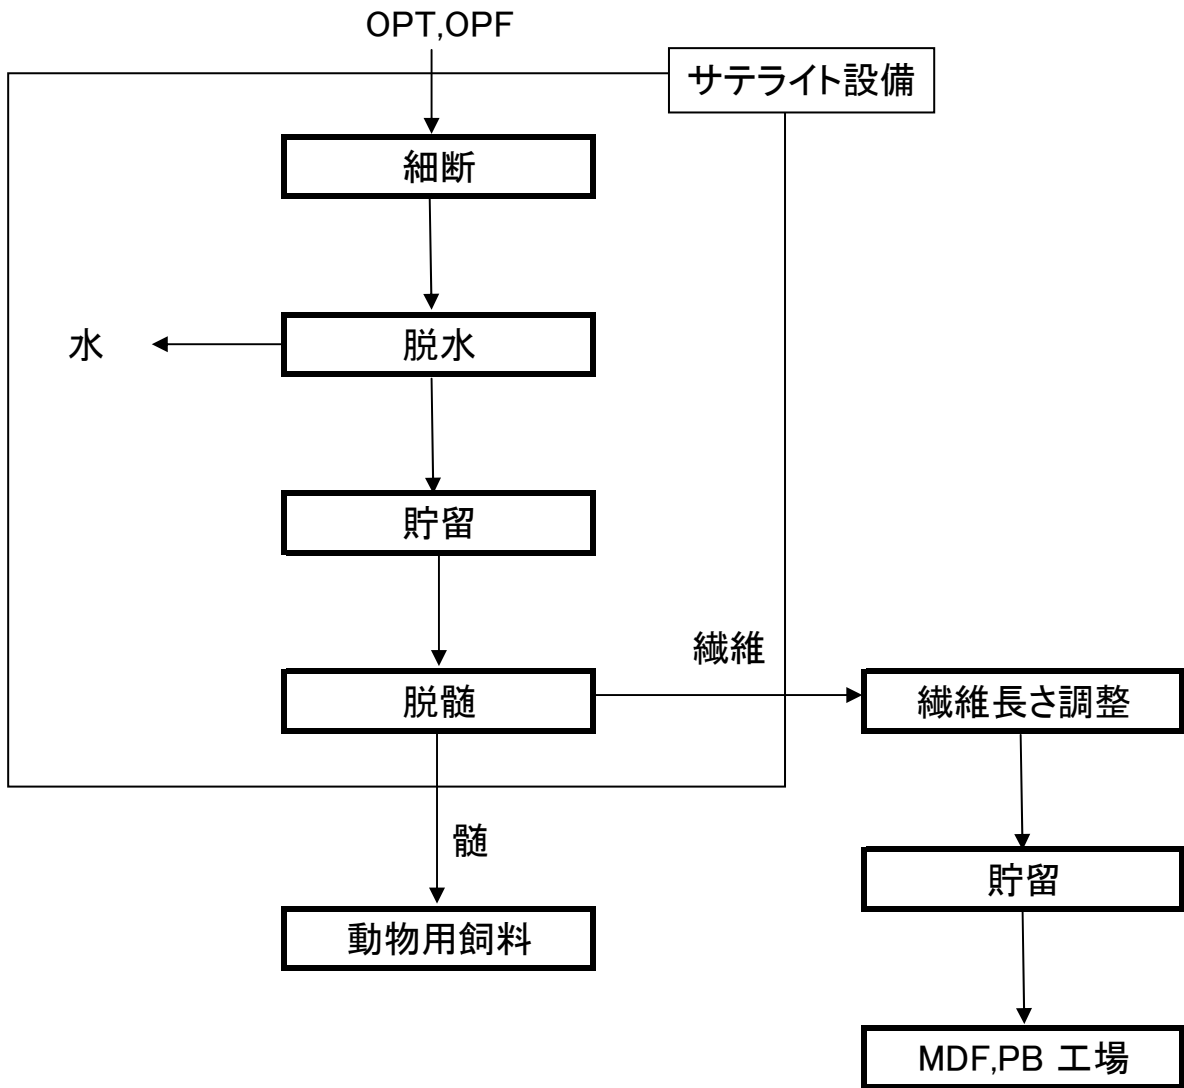 OPT,OPF
サテライト設備
細断
水
脱水
貯留
繊維
脱髄
繊維長さ調整
髄
貯留
動物用飼料
MDF,PB 工場